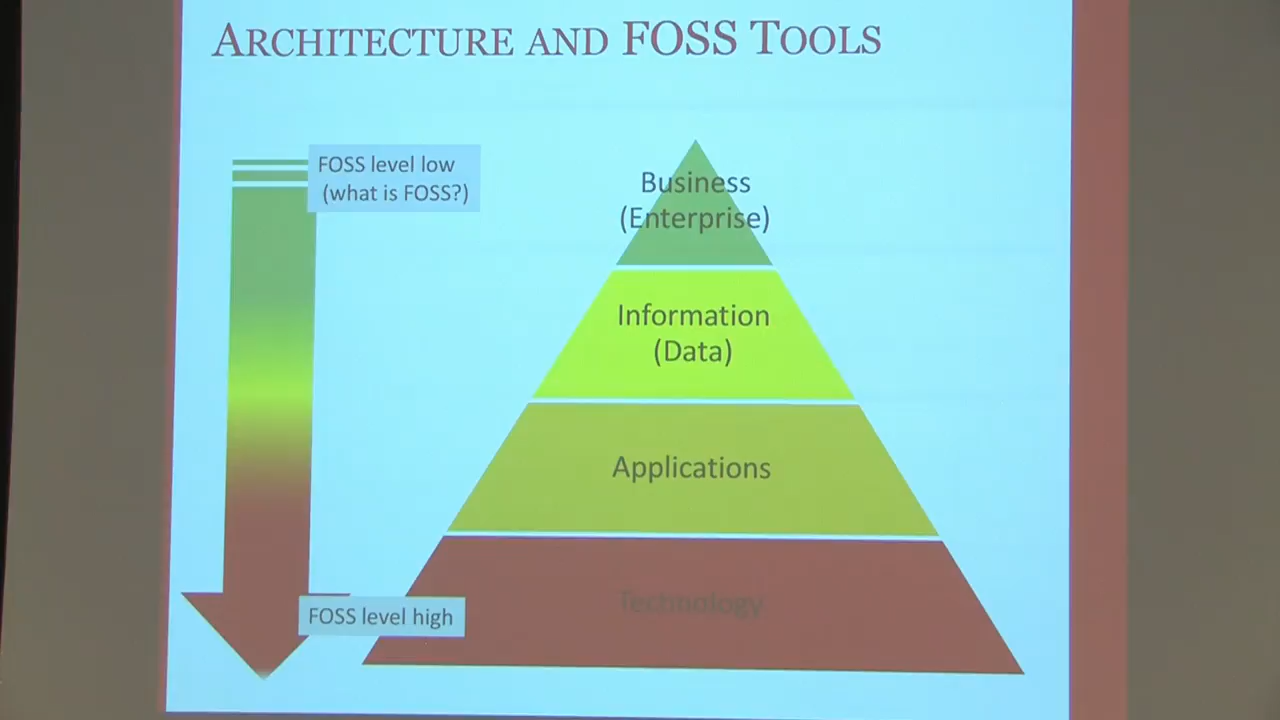 ARCHITECTURE AND FOSS TOOLS
FOSS level low
(what is FOSS?)
Business
(Enterprise)
Information
(Data)
Applications
Technology
FOSS level high